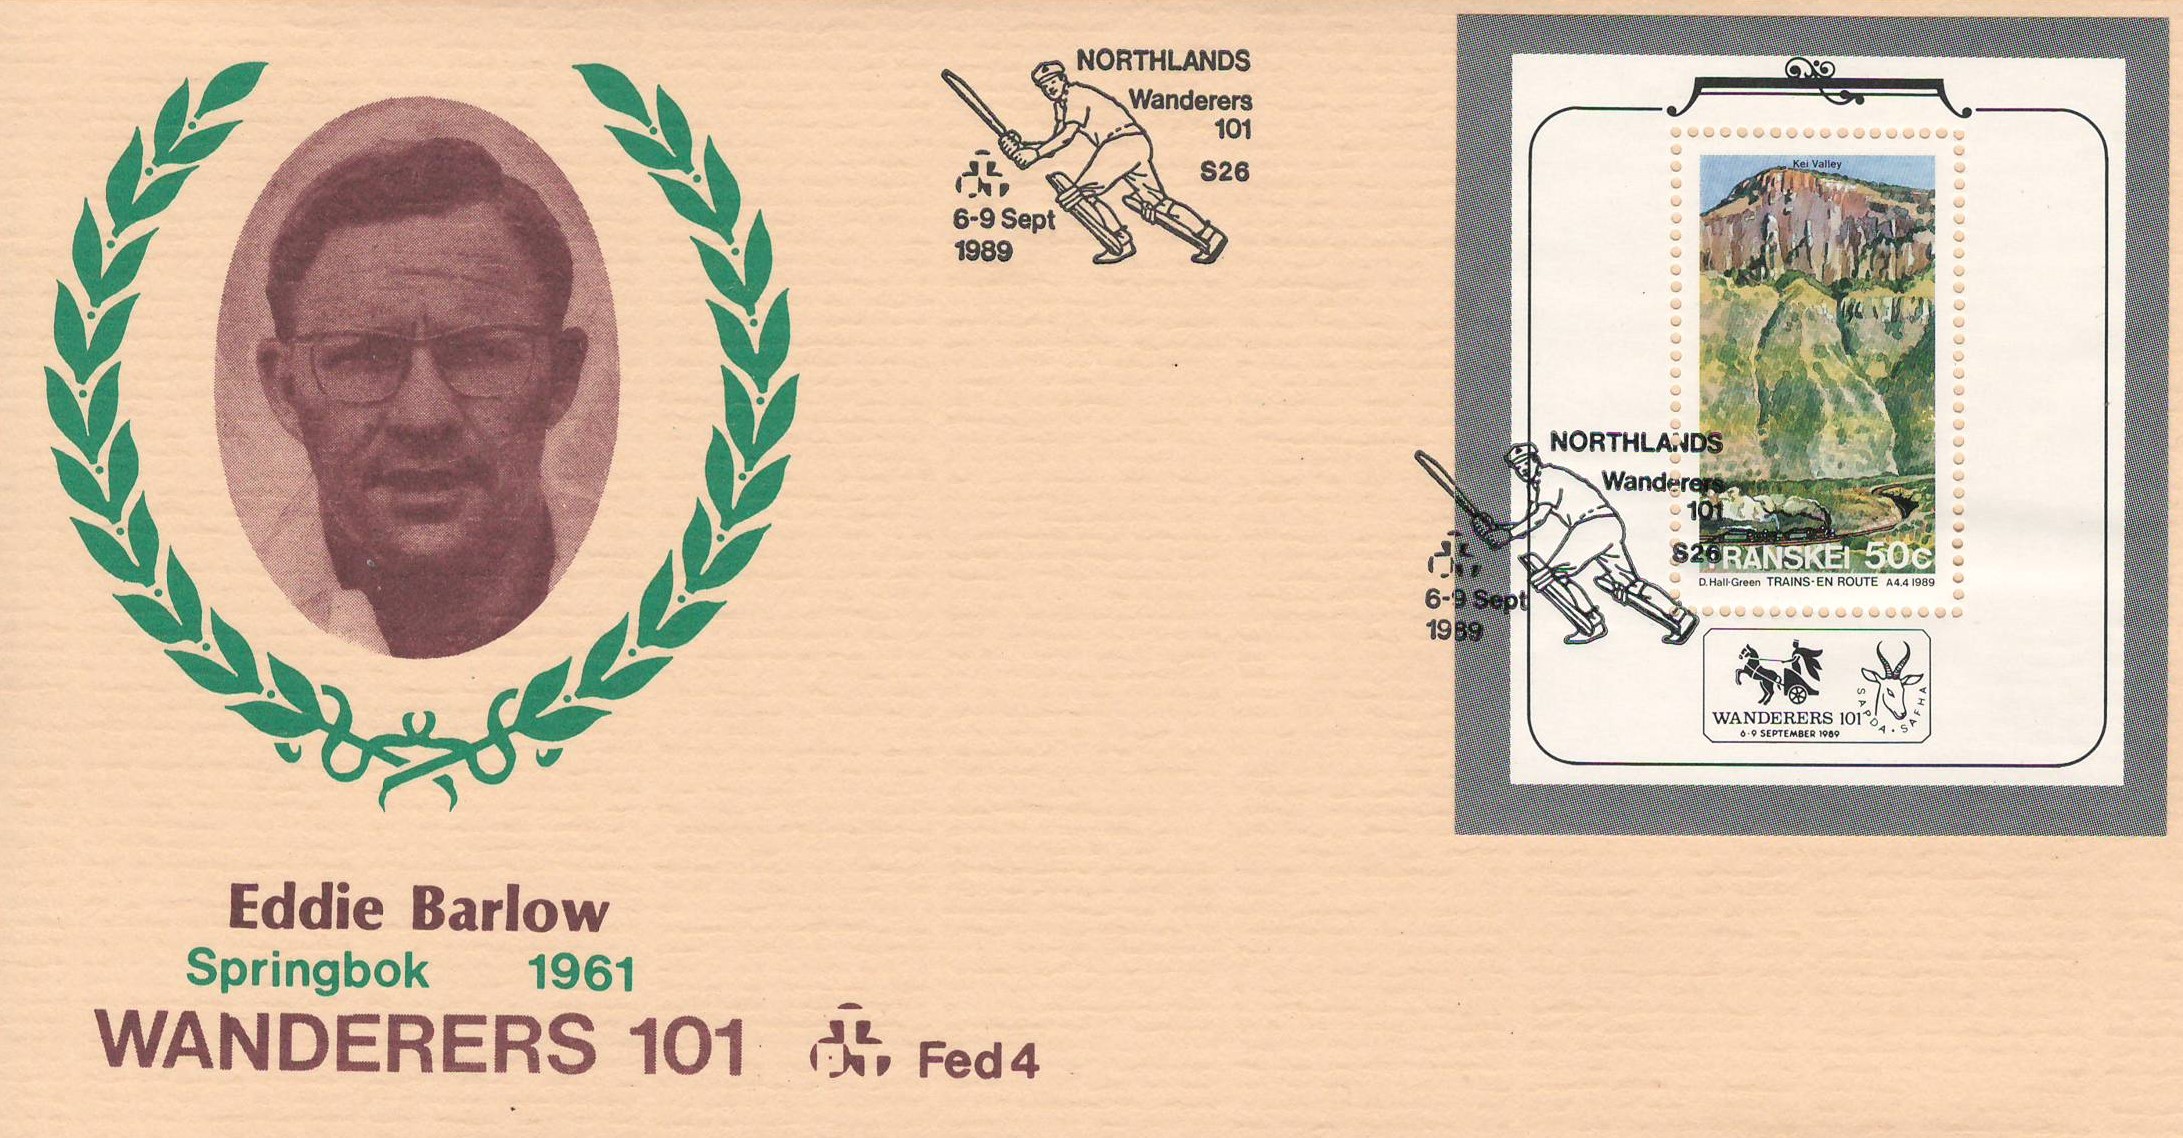 NORTHLANDS
Wanderers
101
S26
6-9 Sept
1989
Kei Valley
NORTHLANDS
Wanderers
101
S26
6-9 Sept
1989
TRANSKEI 50c
D. Hall-Green TRAINS-EN ROUTE A4.4 1989
WANDERERS 101
6-9 SEPTEMBER 1989
SAPDA · SAFHA
Eddie Barlow
Springbok 1961
WANDERERS 101 Fed 4